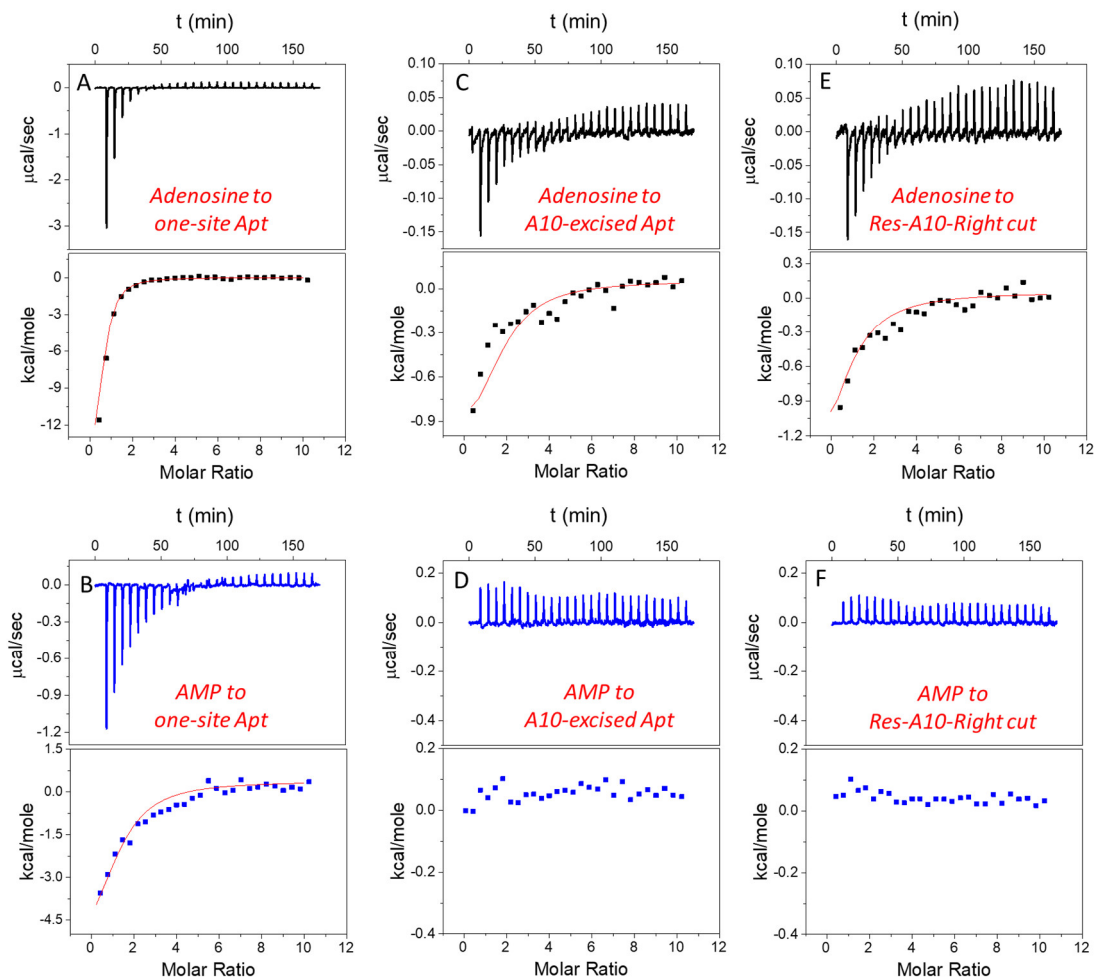 t (min)
0 50 100 150
A
0
-1
-2
-3
μcal/sec
Adenosine to
one-site Apt
0
-3
-6
-9
-12
kcal/mole
0 2 4 6 8 10 12
Molar Ratio
t (min)
0 50 100 150
C
0.10
0.05
0.00
-0.05
-0.10
-0.15
μcal/sec
Adenosine to
A10-excised Apt
0.0
-0.3
-0.6
-0.9
kcal/mole
0 2 4 6 8 10 12
Molar Ratio
t (min)
0 50 100 150
E
0.10
0.05
0.00
-0.05
-0.10
-0.15
μcal/sec
Adenosine to
Res-A10-Right cut
0.3
0.0
-0.3
-0.6
-0.9
-1.2
kcal/mole
0 2 4 6 8 10 12
Molar Ratio
t (min)
0 50 100 150
B
0.0
-0.3
-0.6
-0.9
-1.2
μcal/sec
AMP to
one-site Apt
1.5
0.0
-1.5
-3.0
-4.5
kcal/mole
0 2 4 6 8 10 12
Molar Ratio
t (min)
0 50 100 150
D
0.2
0.0
-0.2
-0.4
μcal/sec
AMP to
A10-excised Apt
0.2
0.0
-0.2
-0.4
kcal/mole
0 2 4 6 8 10 12
Molar Ratio
t (min)
0 50 100 150
F
0.2
0.0
-0.2
-0.4
μcal/sec
AMP to
Res-A10-Right cut
0.2
0.0
-0.2
-0.4
kcal/mole
0 2 4 6 8 10 12
Molar Ratio